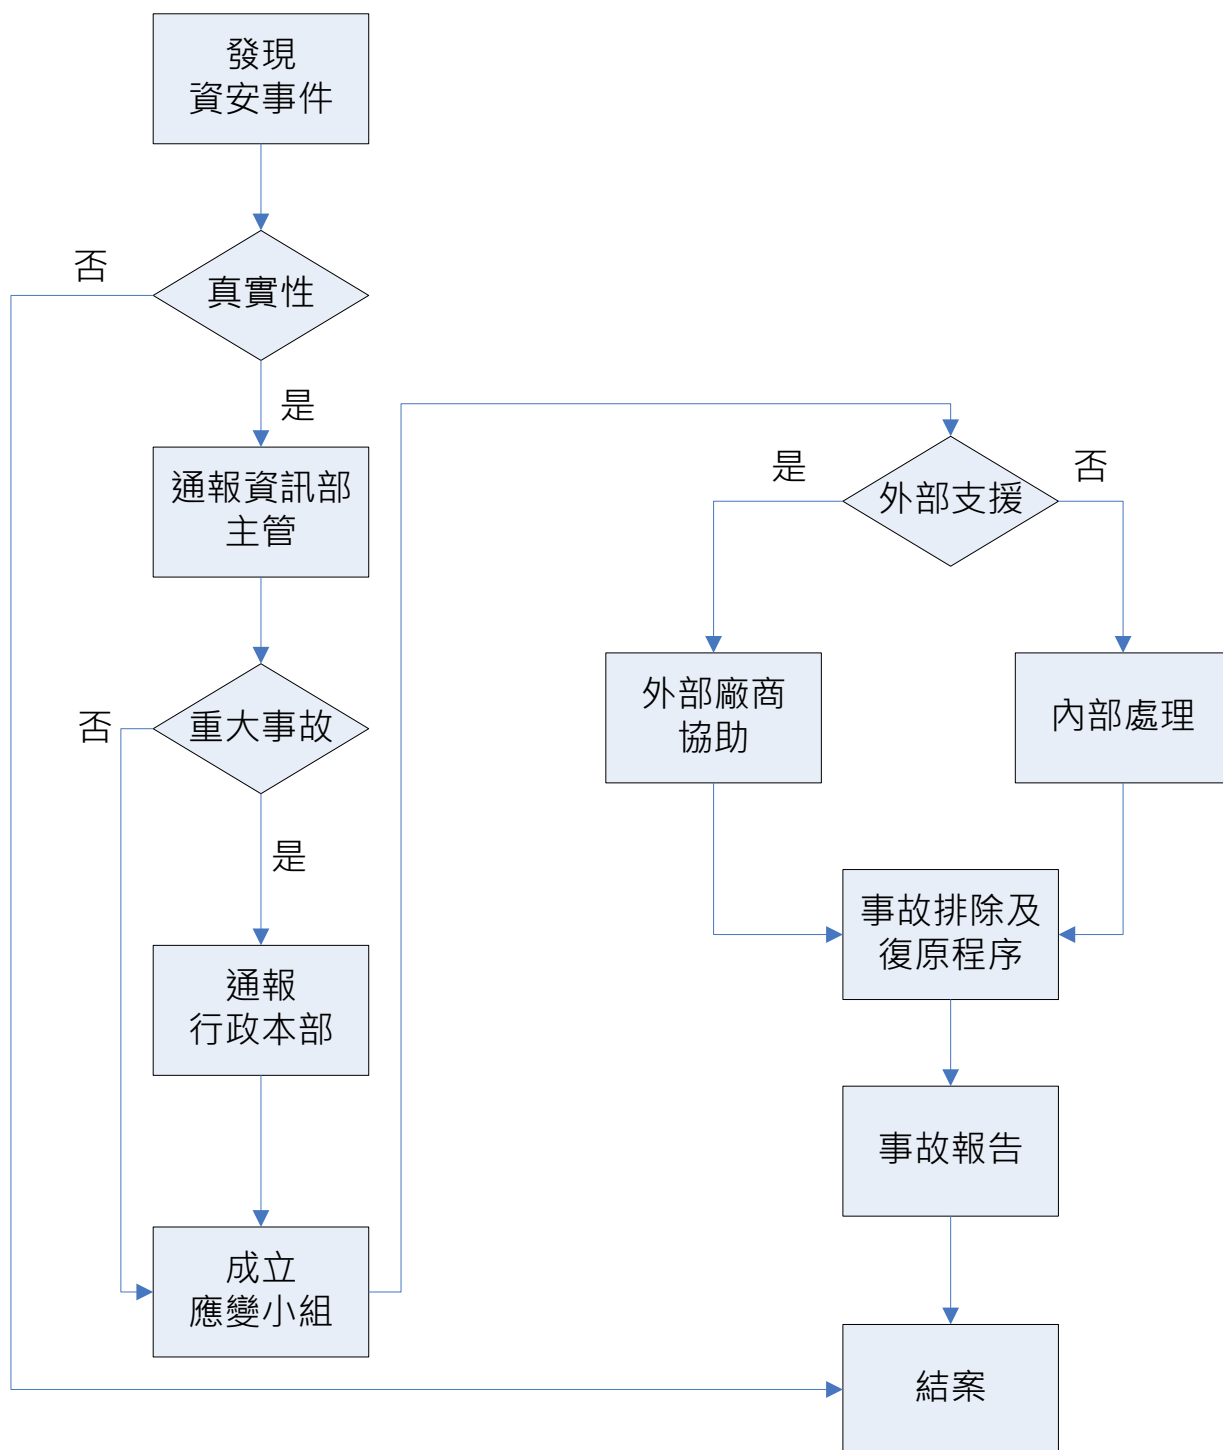 發現
資安事件
否
真實性
是
通報資訊部
主管
否
重大事故
是
通報
行政本部
成立
應變小組
是
外部支援
否
外部廠商
協助
內部處理
事故排除及
復原程序
事故報告
結案